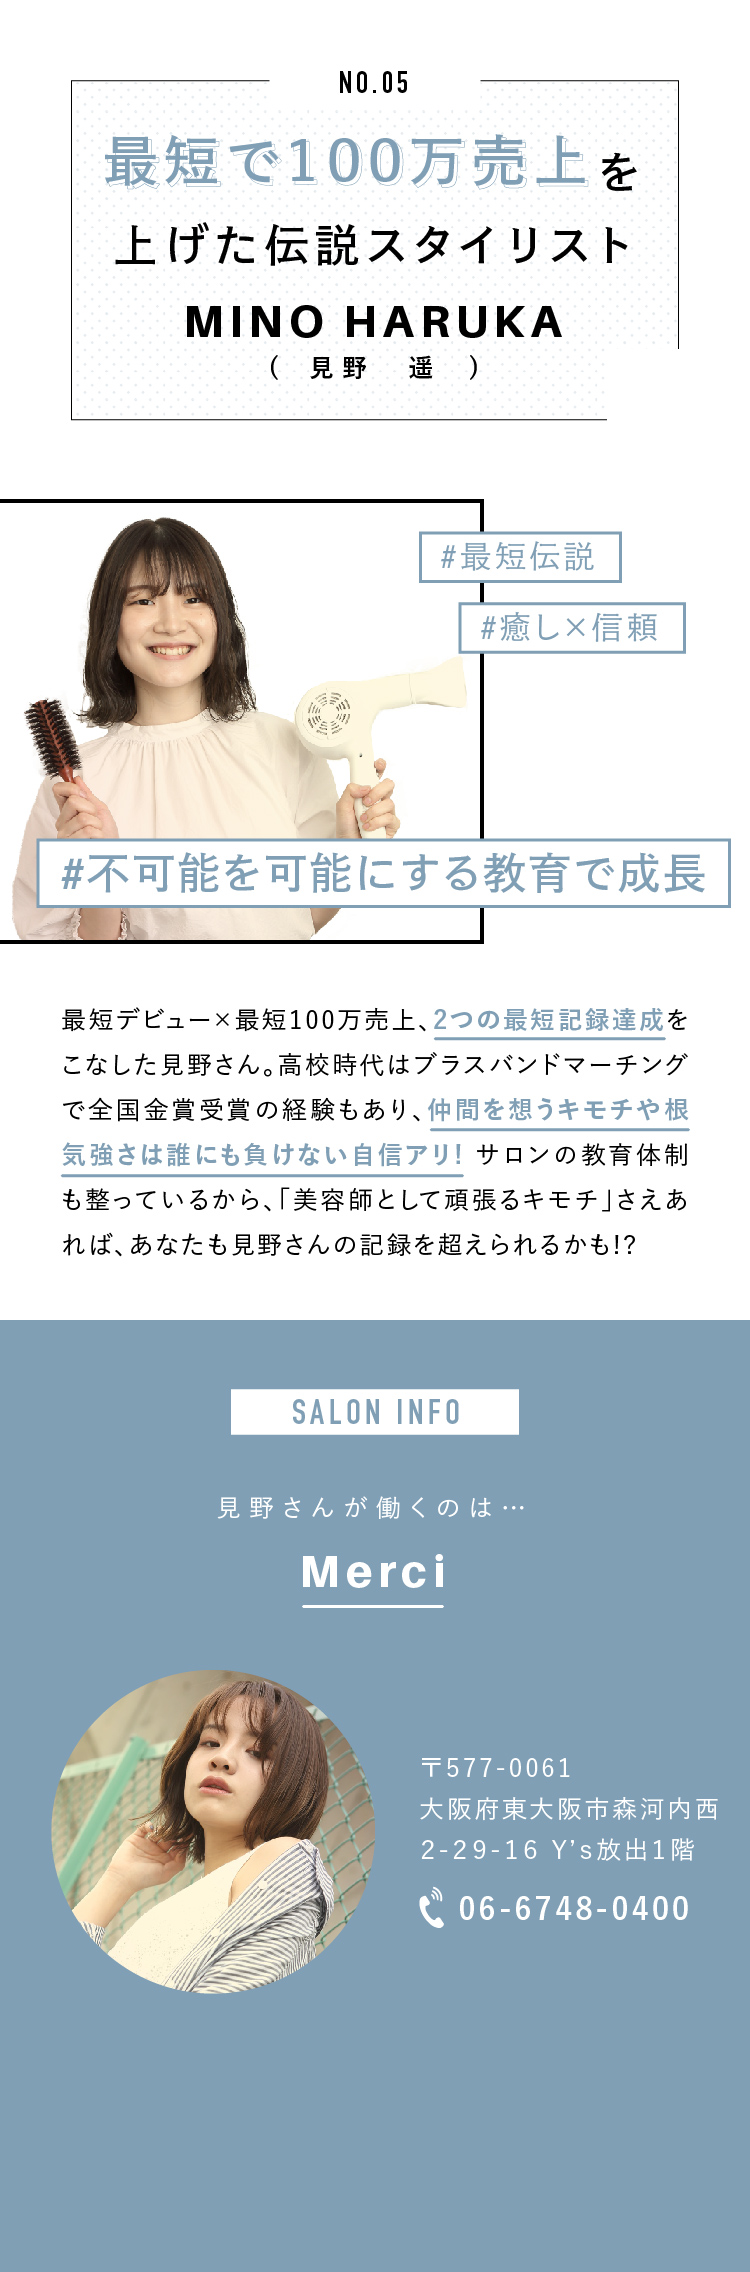 NO.05
最短で100万売上を
上げた伝説スタイリスト
MINO HARUKA
( 見野　遥 )
#最短伝説
#癒し×信頼
#不可能を可能にする教育で成長
最短デビュー×最短100万売上、2つの最短記録達成を
こなした見野さん。高校時代はブラスバンドマーチング
で全国金賞受賞の経験もあり、仲間を想うキモチや根
気強さは誰にも負けない自信アリ! サロンの教育体制
も整っているから、「美容師として頑張るキモチ」さえあ
れば、あなたも見野さんの記録を超えられるかも!?
SALON INFO
見野さんが働くのは…
Merci
〒577-0061
大阪府東大阪市森河内西
2-29-16 Y’s放出1階
06-6748-0400